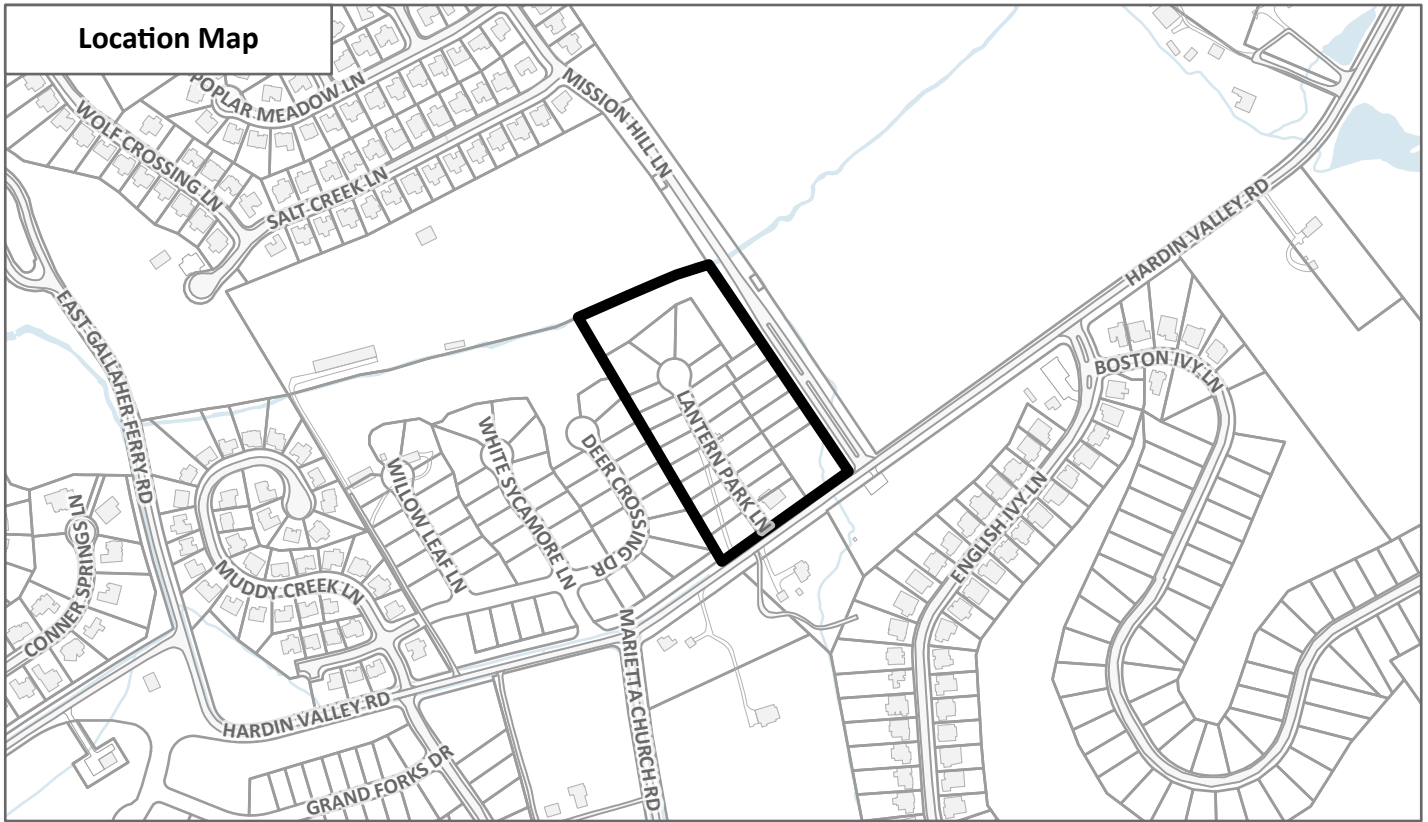 Location Map
POPLAR MEADOW LN
MISSION HILL LN
WOLF CROSSING LN
SALT CREEK LN
HARDIN VALLEY RD
EAST GALLAHER FERRY RD
BOSTON IVY LN
LANTERN PARK LN
DEER CROSSING DR
WHITE SYCAMORE LN
WILLOW LEAF LN
ENGLISH IVY LN
CONNER SPRINGS LN
MUDDY CREEK LN
MARIETTA CHURCH RD
HARDIN VALLEY RD
GRAND FORKS DR